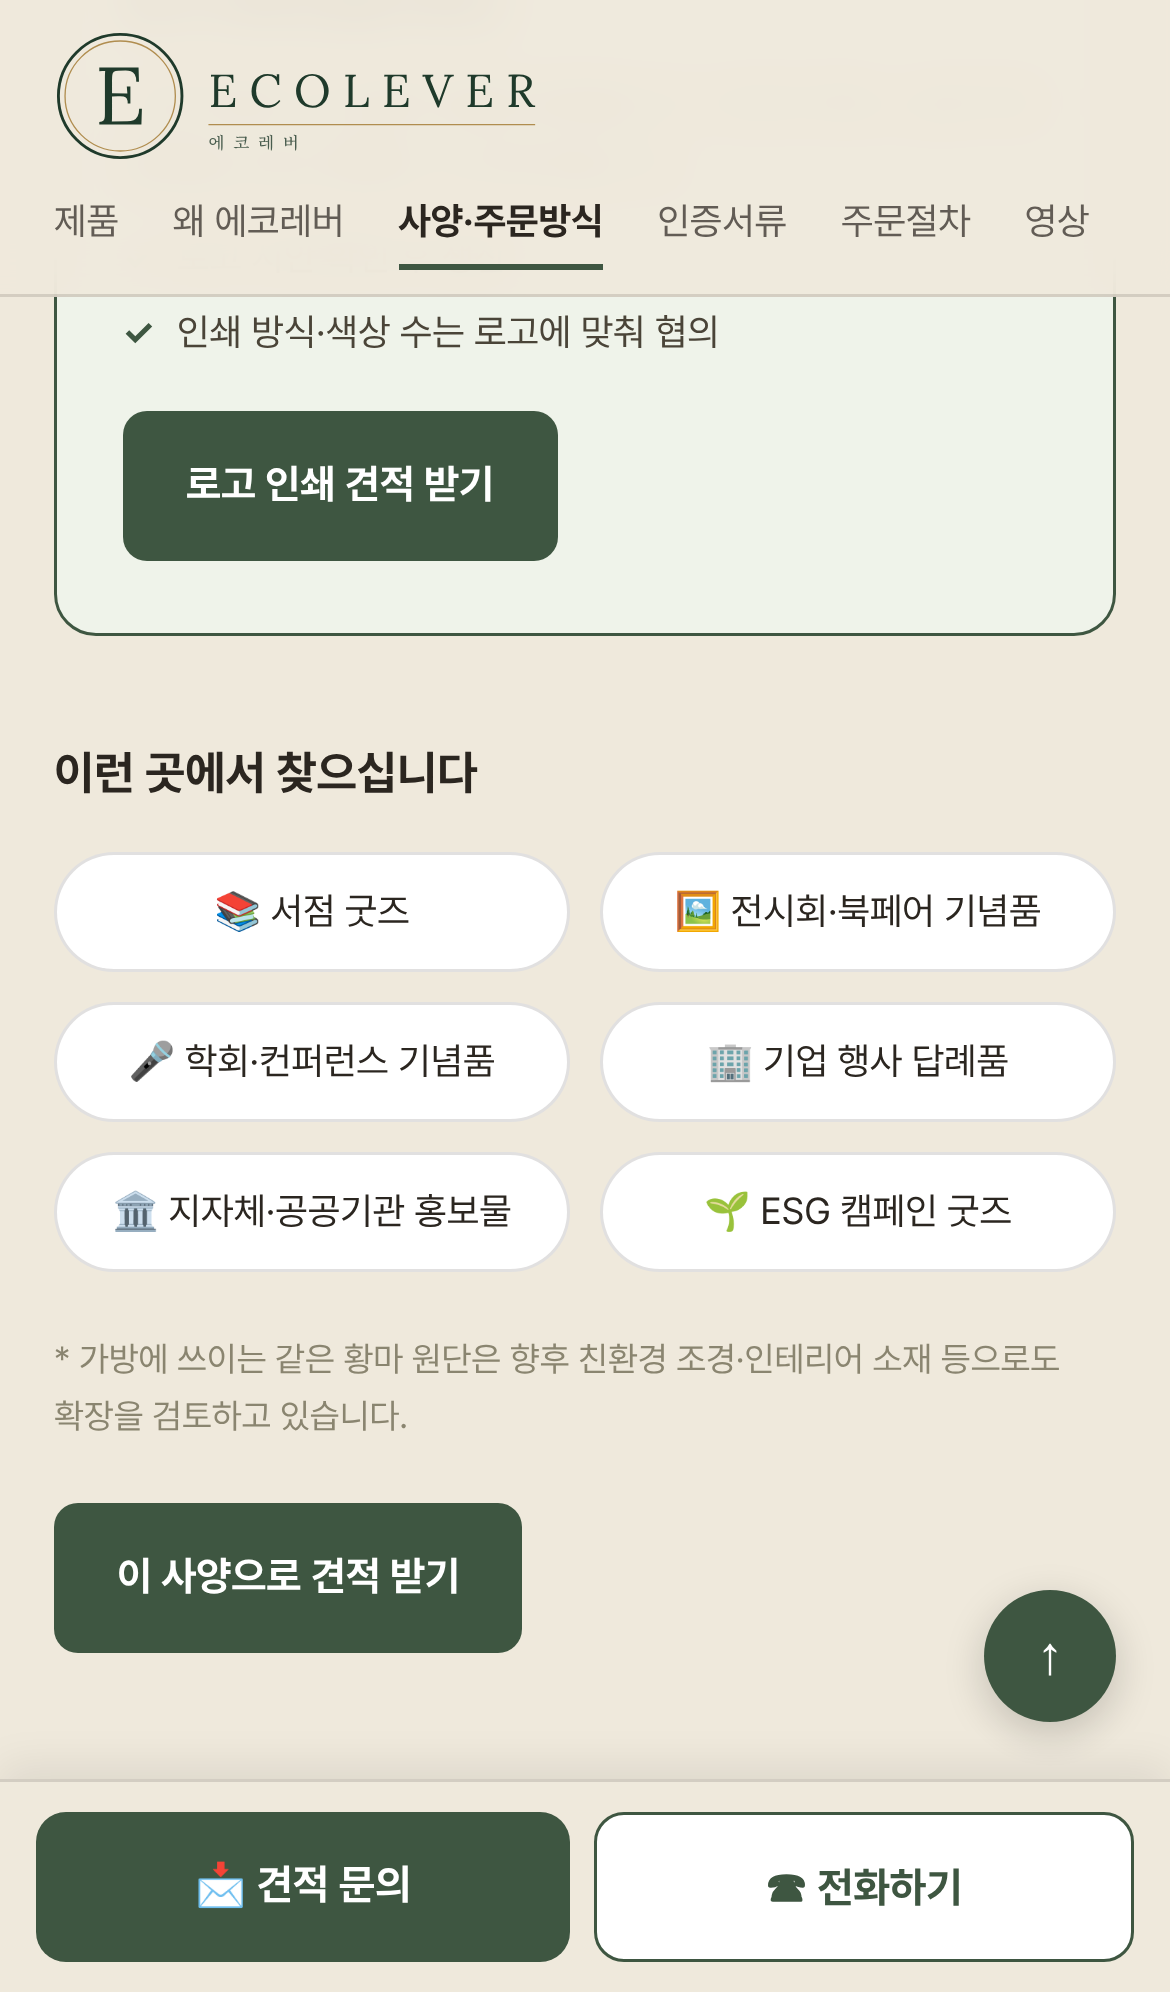 E
ECOLEVER
에코레버
제품 왜 에코레버 사양·주문방식 인증서류 주문절차 영상
✓ 인쇄 방식·색상 수는 로고에 맞춰 협의
로고 인쇄 견적 받기
이런 곳에서 찾으십니다
📚 서점 굿즈
🖼️ 전시회·북페어 기념품
🎤 학회·컨퍼런스 기념품
🏢 기업 행사 답례품
🏛️ 지자체·공공기관 홍보물
🌱 ESG 캠페인 굿즈
* 가방에 쓰이는 같은 황마 원단은 향후 친환경 조경·인테리어 소재 등으로도
확장을 검토하고 있습니다.
이 사양으로 견적 받기
↑
📩 견적 문의
☎ 전화하기